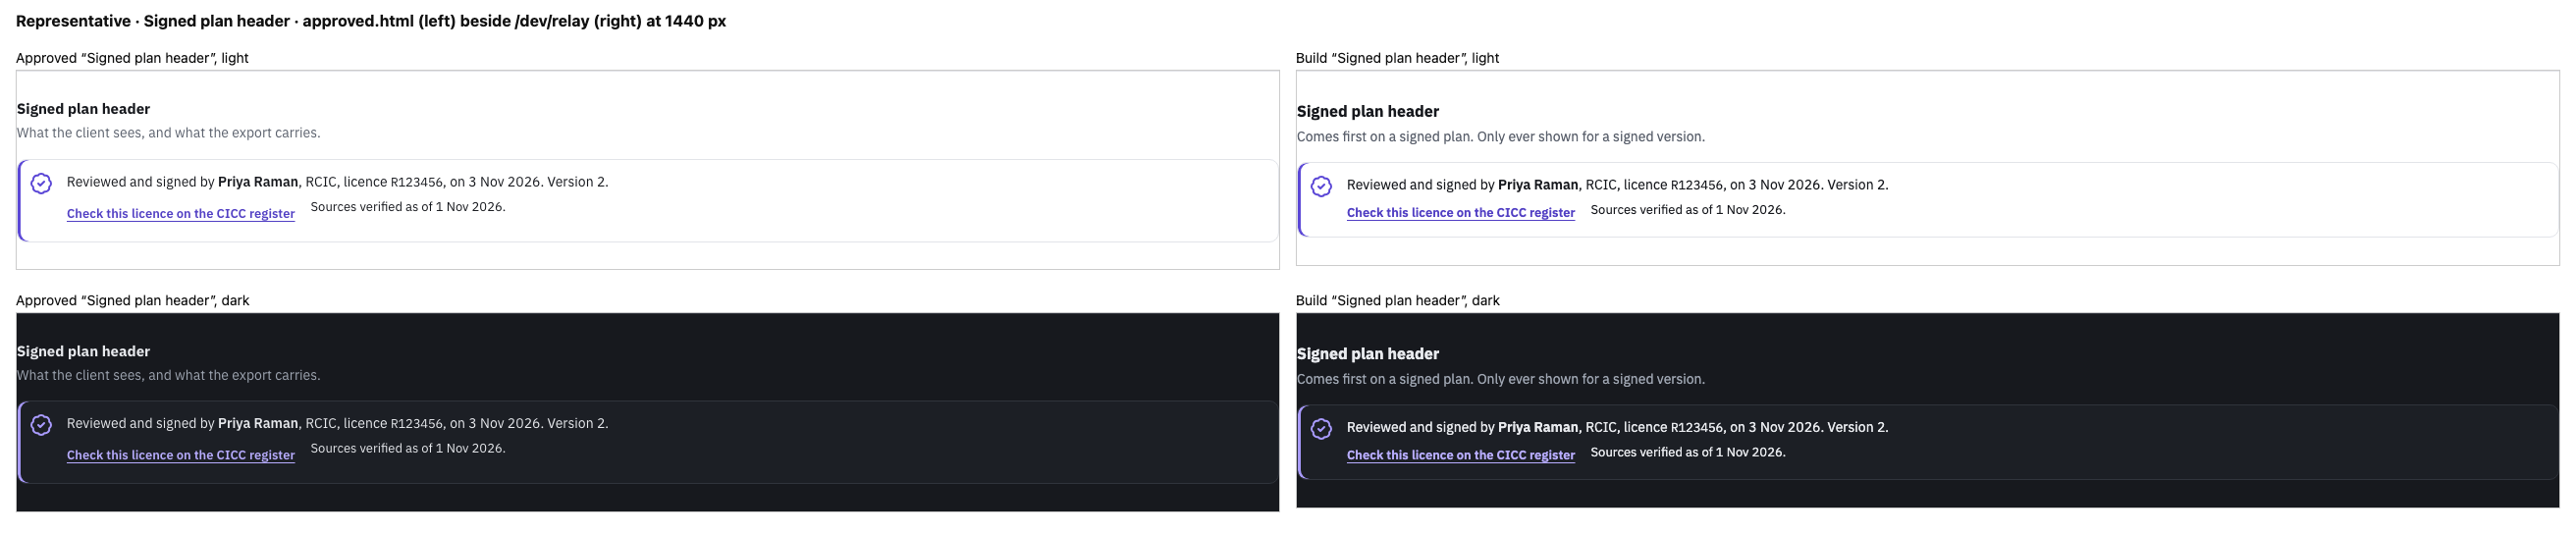 Representative · Signed plan header · approved.html (left) beside /dev/relay (right) at 1440 px
Approved “Signed plan header”, light
Signed plan header
What the client sees, and what the export carries.
Reviewed and signed by Priya Raman, RCIC, licence R123456, on 3 Nov 2026. Version 2.
Check this licence on the CICC register
Sources verified as of 1 Nov 2026.
Build “Signed plan header”, light
Signed plan header
Comes first on a signed plan. Only ever shown for a signed version.
Reviewed and signed by Priya Raman, RCIC, licence R123456, on 3 Nov 2026. Version 2.
Check this licence on the CICC register
Sources verified as of 1 Nov 2026.
Approved “Signed plan header”, dark
Signed plan header
What the client sees, and what the export carries.
Reviewed and signed by Priya Raman, RCIC, licence R123456, on 3 Nov 2026. Version 2.
Check this licence on the CICC register
Sources verified as of 1 Nov 2026.
Build “Signed plan header”, dark
Signed plan header
Comes first on a signed plan. Only ever shown for a signed version.
Reviewed and signed by Priya Raman, RCIC, licence R123456, on 3 Nov 2026. Version 2.
Check this licence on the CICC register
Sources verified as of 1 Nov 2026.